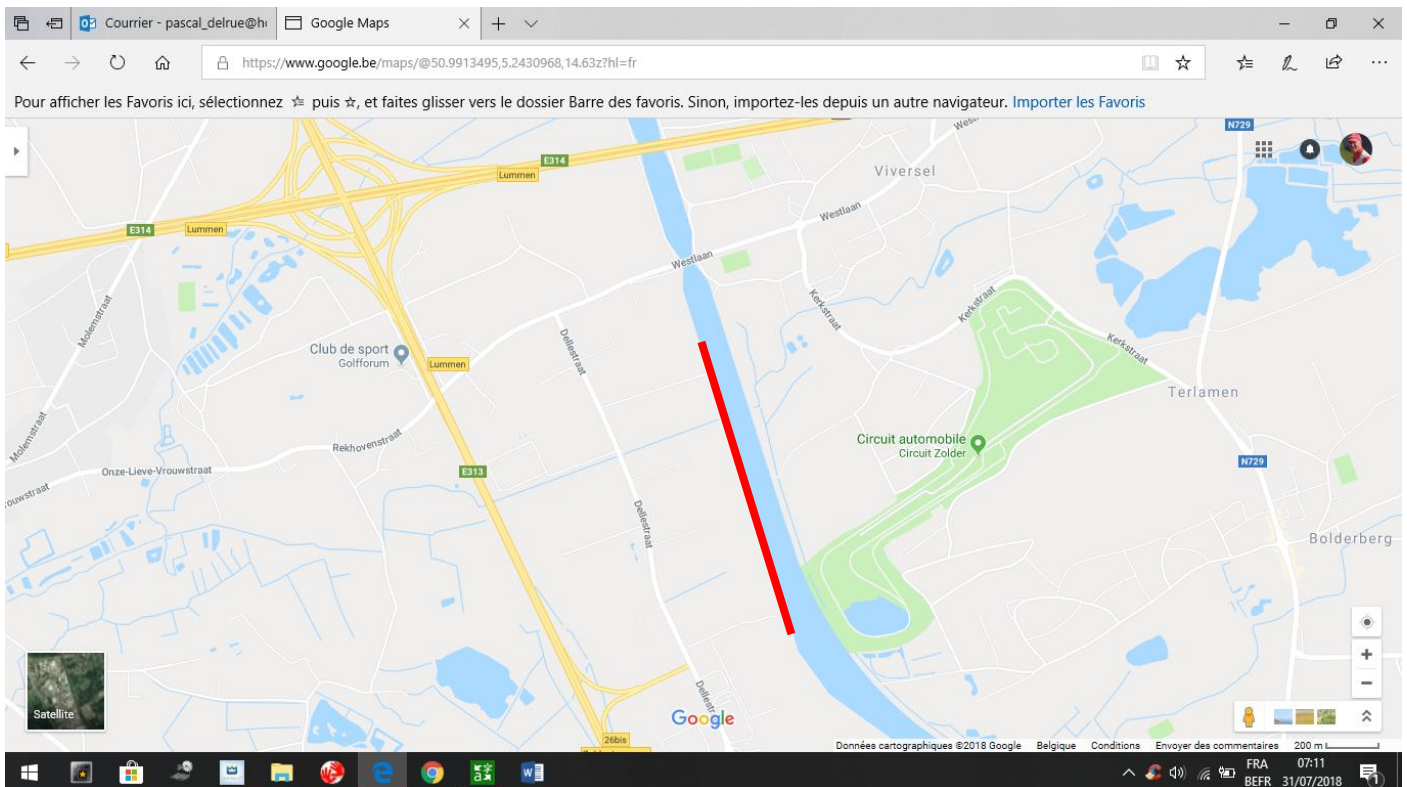 Courrier - pascal_delrue@h
Google Maps
https://www.google.be/maps/@50.9913495,5.2430968,14.63z?hl=fr
Pour afficher les Favoris ici, sélectionnez puis , et faites glisser vers le dossier Barre des favoris. Sinon, importez-les depuis un autre navigateur. Importer les Favoris
N729
E314
Lummen
Viversel
Westlaan
E314
Lummen
Westlaan
Molemstraat
Kerkstraat
Kerkstraat
Dellestraat
Kerkstraat
Club de sport
Golfforum
Lummen
Terlamen
Molemstraat
Rekhovenstraat
Circuit automobile
Circuit Zolder
Onze-Lieve-Vrouwstraat
E313
N729
Dellestraat
Bolderberg
Satellite
Google
26bis
Données cartographiques ©2018 Google Belgique Conditions Envoyer des commentaires 200 m
FRA 07:11
BEFR 31/07/2018